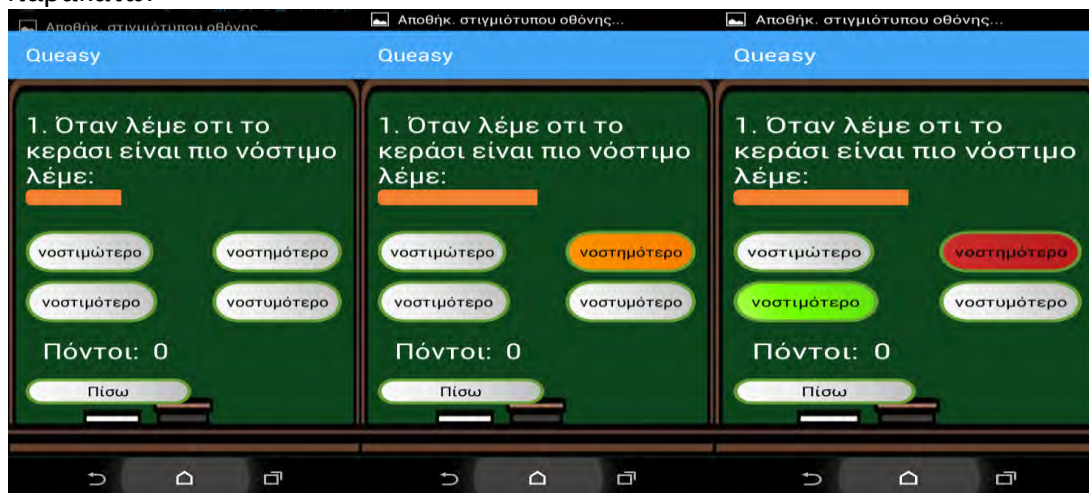 Αποθήκ. στιγμιότυπου οθόνης...
Queasy
1. Όταν λέμε οτι το
κεράσι είναι πιο νόστιμο
λέμε:
νοστιμώτερο
νοστημότερο
νοστιμότερο
νοστυμότερο
Πόντοι: 0
Πίσω
Αποθήκ. στιγμιότυπου οθόνης...
Queasy
1. Όταν λέμε οτι το
κεράσι είναι πιο νόστιμο
λέμε:
νοστιμώτερο
νοστημότερο
νοστιμότερο
νοστυμότερο
Πόντοι: 0
Πίσω
Αποθήκ. στιγμιότυπου οθόνης...
Queasy
1. Όταν λέμε οτι το
κεράσι είναι πιο νόστιμο
λέμε:
νοστιμώτερο
νοστημότερο
νοστιμότερο
νοστυμότερο
Πόντοι: 0
Πίσω